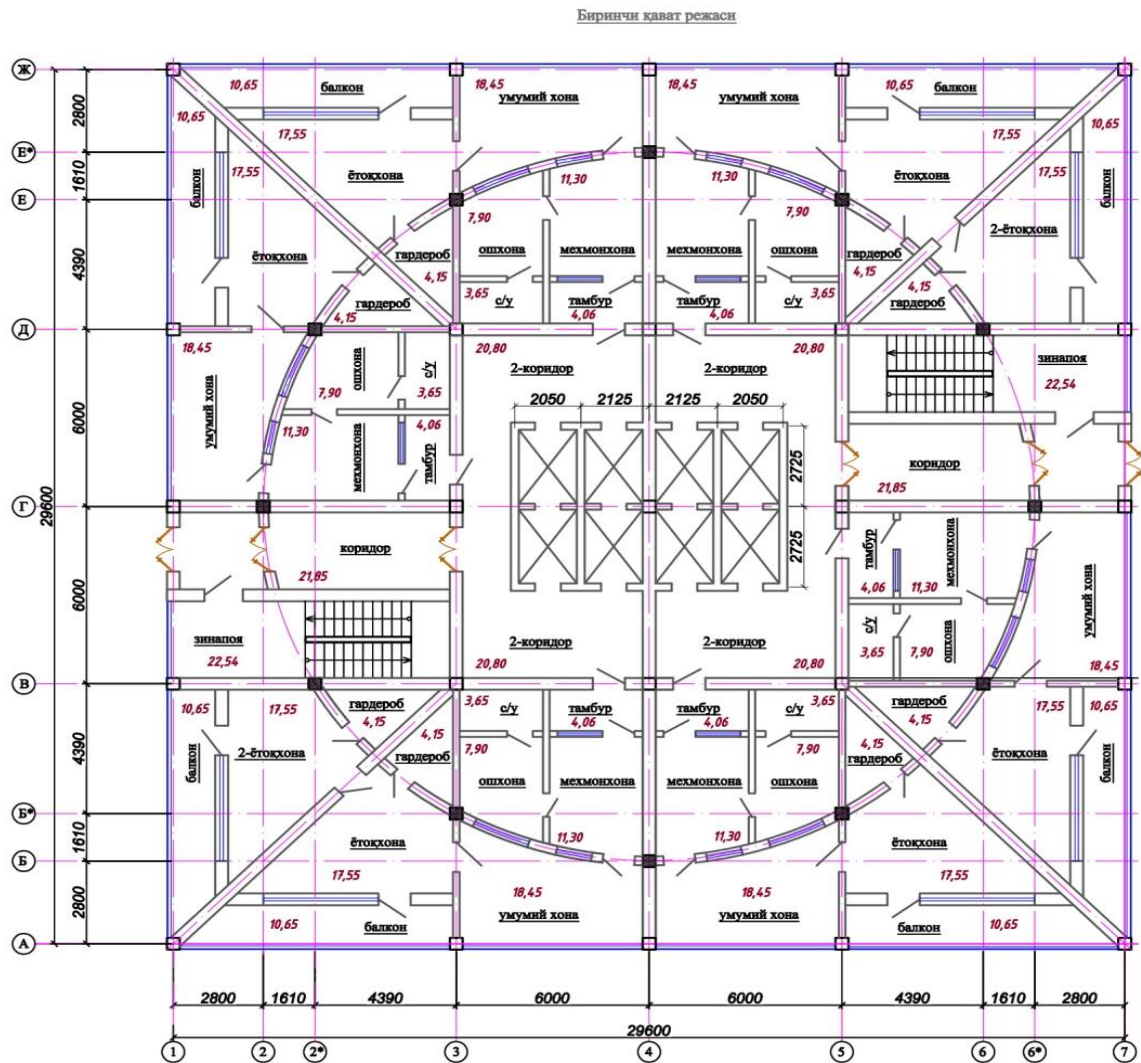 Биринчи қават режаси
Ж
10,65
балкон
18,45
умумий хона
18,45
умумий хона
10,65
балкон
2800
10,65
17,55
17,55
10,65
Е*
17,55
ётоқхона
11,30
11,30
ётоқхона
17,55
балкон
балкон
1610
Е
7,90
7,90
2-ётоқхона
4390
ётоқхона
гардероб
ошхона
мехмонхона
мехмонхона
ошхона
гардероб
4,15
3,65
4,15
3,65
4,15
гардероб
с/у
тамбур
тамбур
с/у
гардероб
4,15
4,06
4,06
Д
18,45
20,80
20,80
зинапоя
2-коридор
2-коридор
22,54
умумий хона
7,90
ошхона
с/у
3,65
6000
2050
2125
2125
2050
11,30
4,06
мехмонхона
тамбур
2725
коридор
21,85
Г
29600
коридор
2725
тамбур
мехмонхона
21,85
4,06
11,30
6000
умумий хона
зинапоя
2-коридор
2-коридор
с/у
ошхона
22,54
20,80
20,80
3,65
7,90
18,45
В
10,65
17,55
гардероб
3,65
с/у
тамбур
тамбур
с/у
3,65
гардероб
17,55
10,65
4,15
4,06
4,06
4,15
4,15
7,90
7,90
4,15
балкон
2-ётоқхона
гардероб
ошхона
мехмонхона
мехмонхона
ошхона
гардероб
ётоқхона
балкон
4390
Б*
1610
ётоқхона
11,30
11,30
ётоқхона
Б
17,55
18,45
18,45
17,55
2800
10,65
балкон
умумий хона
умумий хона
балкон
10,65
А
2800
1610
4390
6000
6000
4390
1610
2800
29600
1
2
2*
3
4
5
6
6*
7